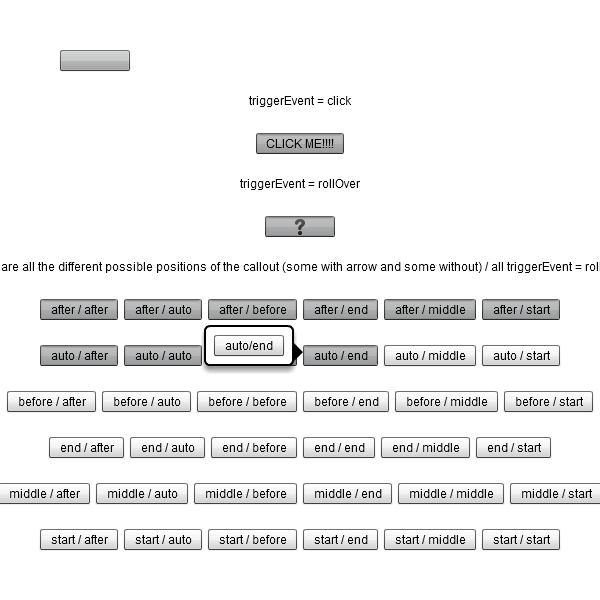 triggerEvent = click
CLICK ME!!!!
triggerEvent = rollOver
?
are all the different possible positions of the callout (some with arrow and some without) / all triggerEvent = roll
after / after after / auto after / before after / end after / middle after / start
auto / after auto / auto auto/end auto / end auto / middle auto / start
before / after before / auto before / before before / end before / middle before / start
end / after end / auto end / before end / end end / middle end / start
middle / after middle / auto middle / before middle / end middle / middle middle / start
start / after start / auto start / before start / end start / middle start / start